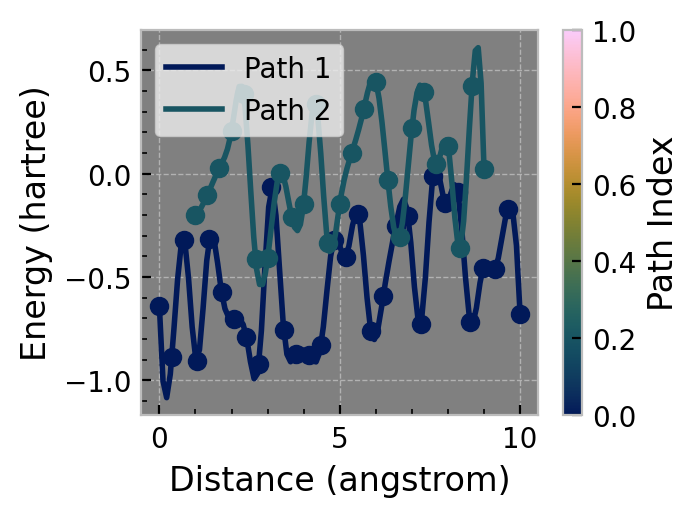 Path 1
Path 2
0.5
0.0
−0.5
−1.0
Energy (hartree)
0
5
10
Distance (angstrom)
1.0
0.8
0.6
0.4
0.2
0.0
Path Index